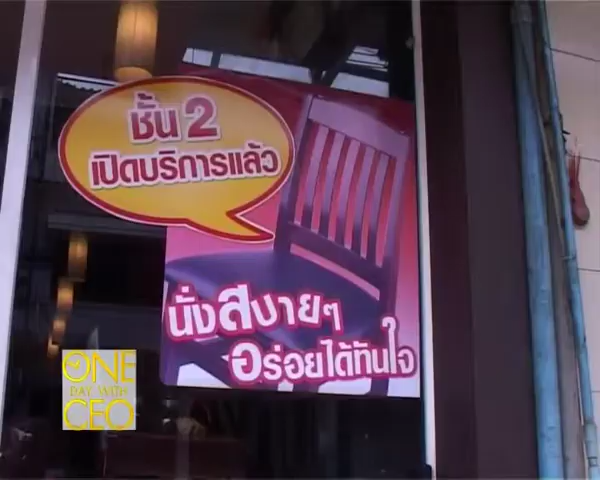 ชั้น 2
เปิดบริการแล้ว
นั่งสบายๆ
อร่อยได้ทันใจ
ONE
DAY WITH
CEO